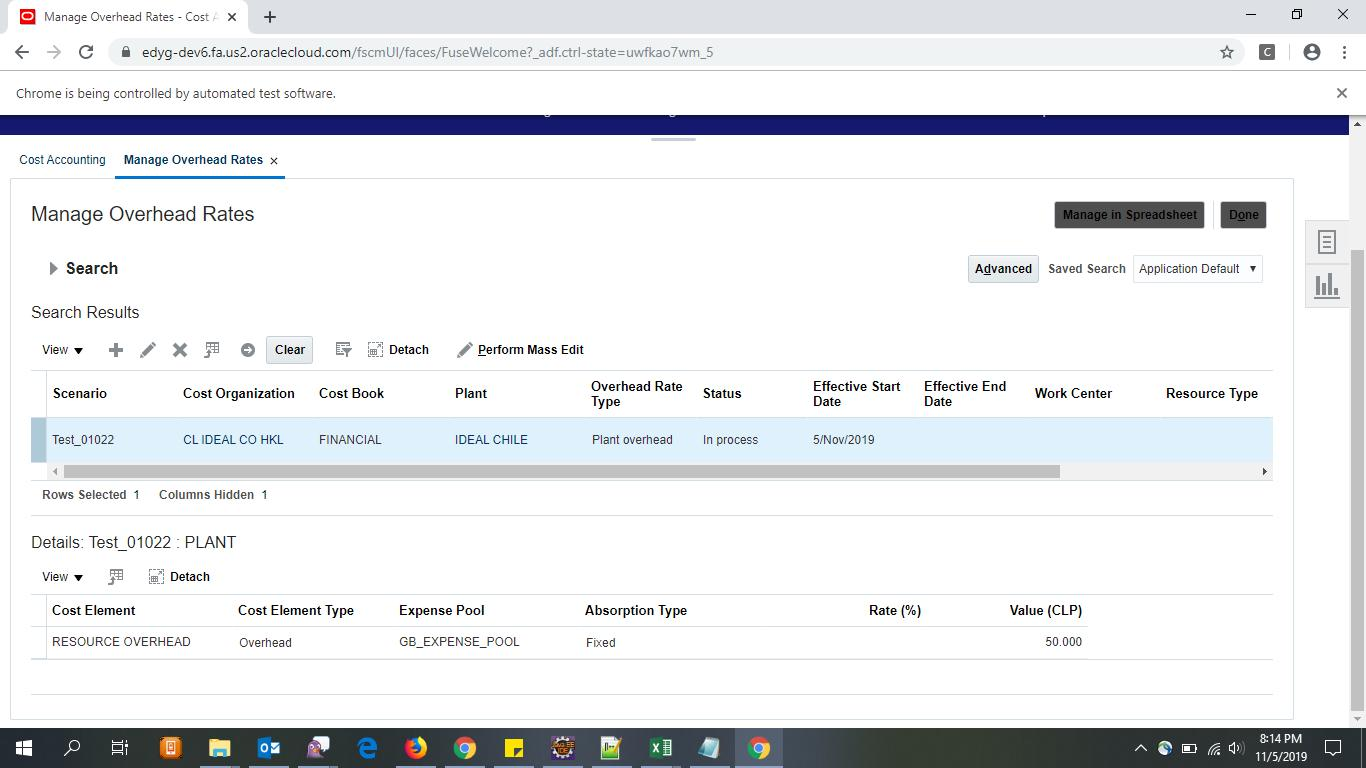 Manage Overhead Rates - Cost A
edyg-dev6.fa.us2.oraclecloud.com/fscmUI/faces/FuseWelcome?_adf.ctrl-state=uwfkao7wm_5
C
Chrome is being controlled by automated test software.
Cost Accounting Manage Overhead Rates
Manage Overhead Rates Manage in Spreadsheet Done
Search Advanced Saved Search Application Default
Search Results
View Clear Detach Perform Mass Edit
Scenario Cost Organization Cost Book Plant Overhead Rate Type Status Effective Start Date Effective End Date Work Center Resource Type
Test_01022 CL IDEAL CO HKL FINANCIAL IDEAL CHILE Plant overhead In process 5/Nov/2019
Rows Selected 1 Columns Hidden 1
Details: Test_01022 : PLANT
View Detach
Cost Element Cost Element Type Expense Pool Absorption Type Rate (%) Value (CLP)
RESOURCE OVERHEAD Overhead GB_EXPENSE_POOL Fixed 50.000
8:14 PM
11/5/2019